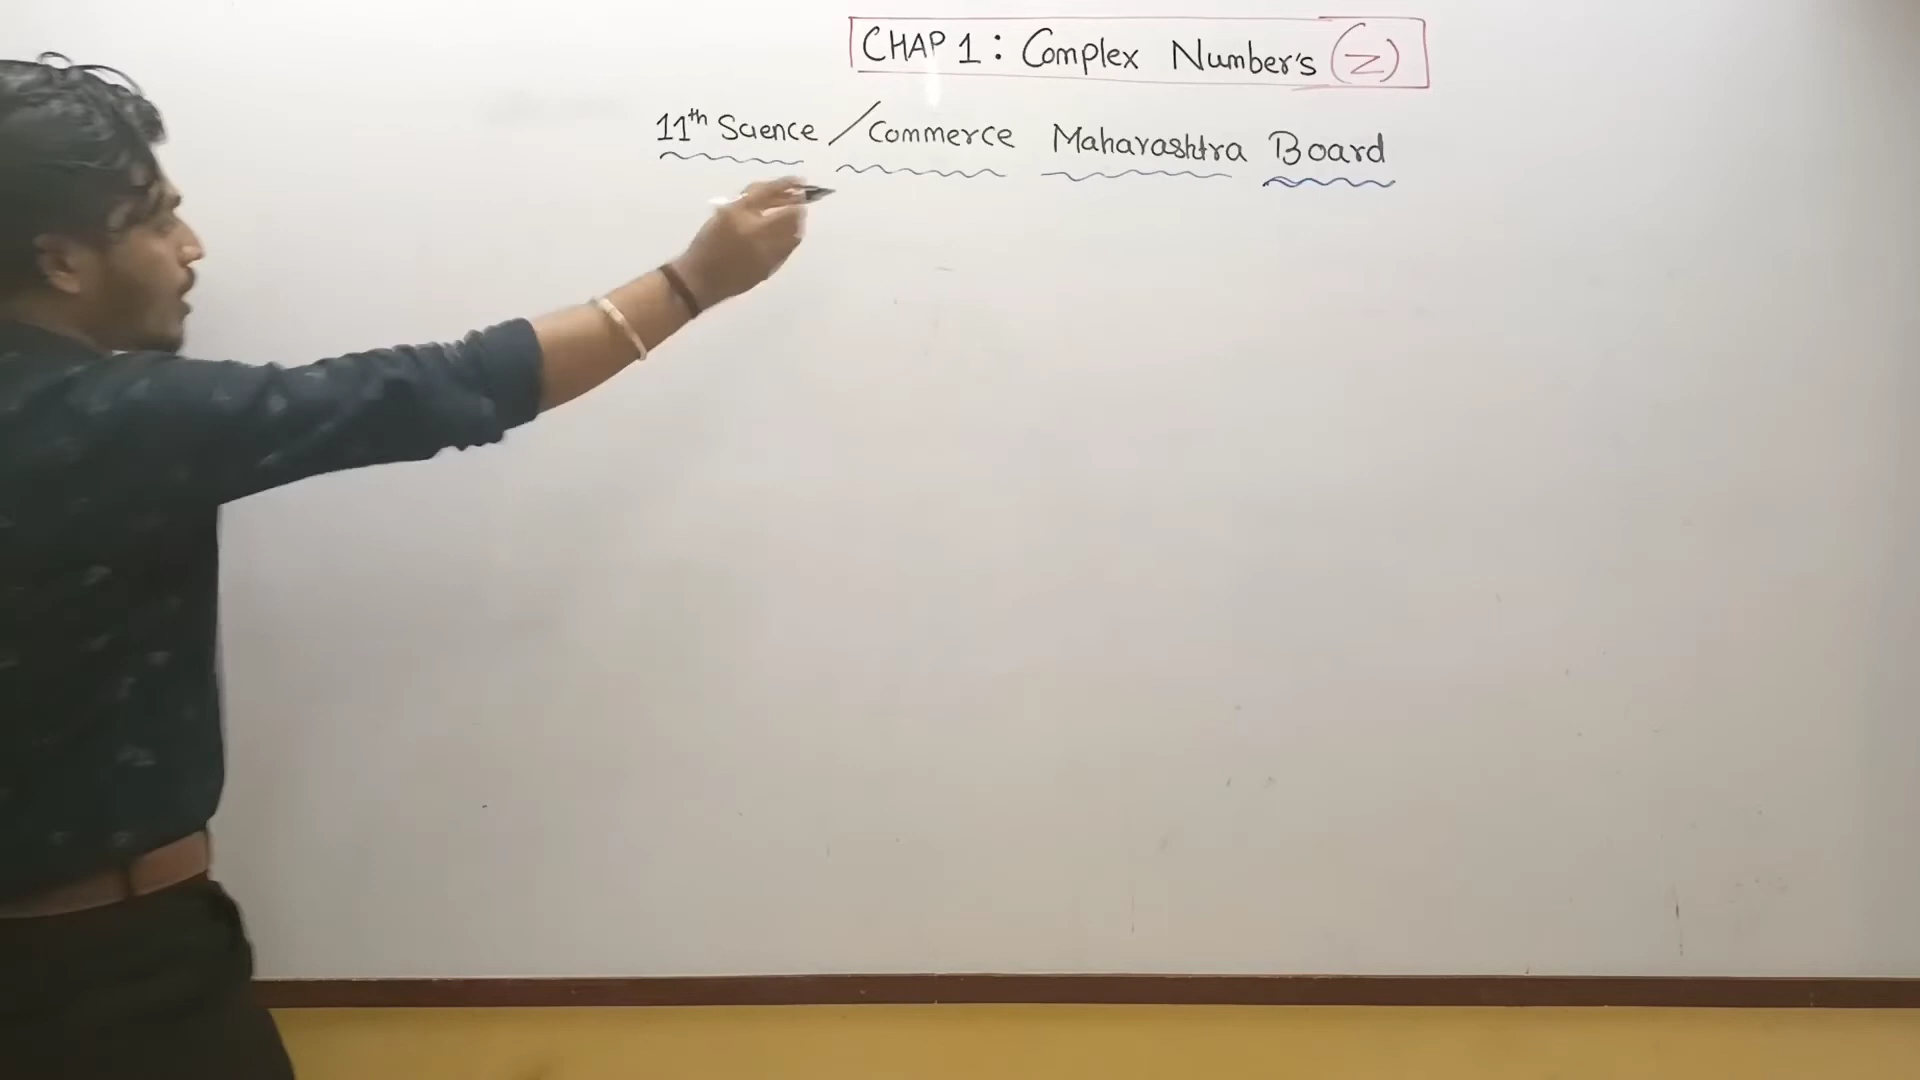 CHAP 1 : Complex Number's (Z)
11th Science / Commerce Maharashtra Board